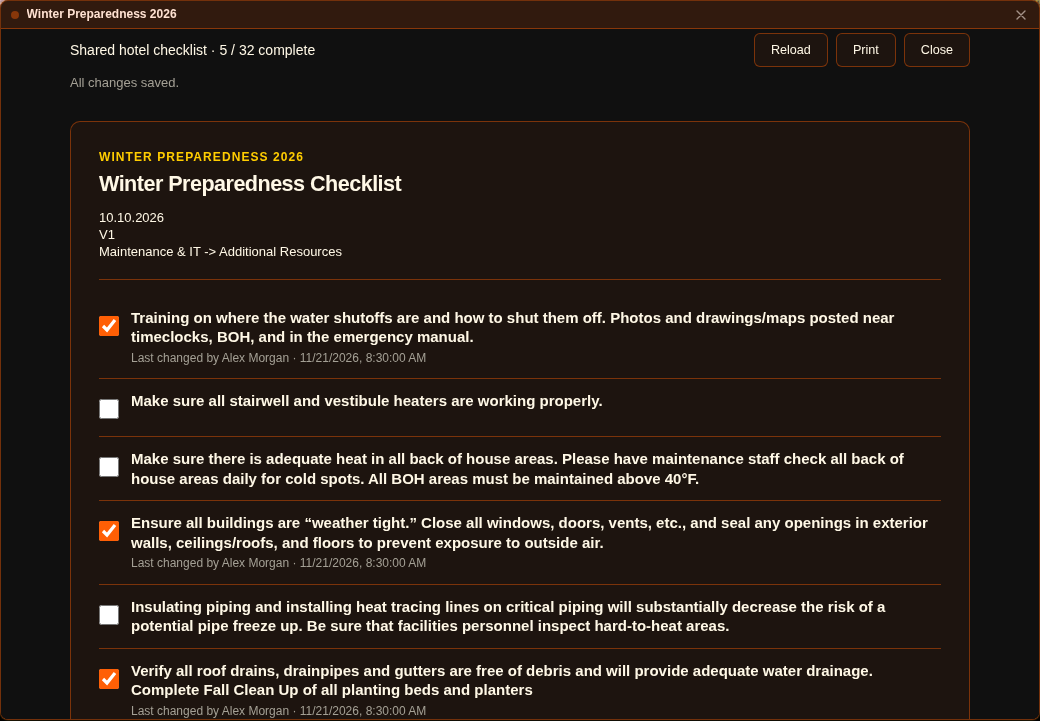 Winter Preparedness 2026
Shared hotel checklist · 5 / 32 complete
Reload
Print
Close
All changes saved.
WINTER PREPAREDNESS 2026
Winter Preparedness Checklist
10.10.2026
V1
Maintenance & IT -> Additional Resources
Training on where the water shutoffs are and how to shut them off. Photos and drawings/maps posted near
timeclocks, BOH, and in the emergency manual.
Last changed by Alex Morgan · 11/21/2026, 8:30:00 AM
Make sure all stairwell and vestibule heaters are working properly.
Make sure there is adequate heat in all back of house areas. Please have maintenance staff check all back of
house areas daily for cold spots. All BOH areas must be maintained above 40°F.
Ensure all buildings are “weather tight.” Close all windows, doors, vents, etc., and seal any openings in exterior
walls, ceilings/roofs, and floors to prevent exposure to outside air.
Last changed by Alex Morgan · 11/21/2026, 8:30:00 AM
Insulating piping and installing heat tracing lines on critical piping will substantially decrease the risk of a
potential pipe freeze up. Be sure that facilities personnel inspect hard-to-heat areas.
Verify all roof drains, drainpipes and gutters are free of debris and will provide adequate water drainage.
Complete Fall Clean Up of all planting beds and planters
Last changed by Alex Morgan · 11/21/2026, 8:30:00 AM